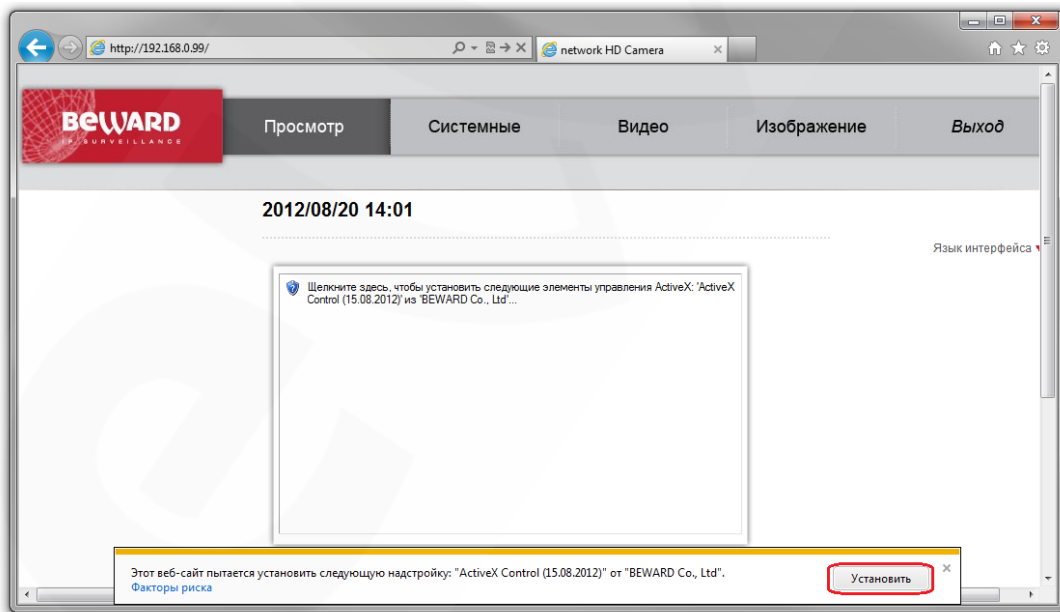 http://192.168.0.99/
network HD Camera
BEWARD
IP SURVEILLANCE
Просмотр
Системные
Видео
Изображение
Выход
2012/08/20 14:01
Язык интерфейса
Щелкните здесь, чтобы установить следующие элементы управления ActiveX: 'ActiveX
Control (15.08.2012)' из 'BEWARD Co., Ltd'...
Этот веб-сайт пытается установить следующую надстройку: "ActiveX Control (15.08.2012)" от "BEWARD Co., Ltd".
Факторы риска
Установить